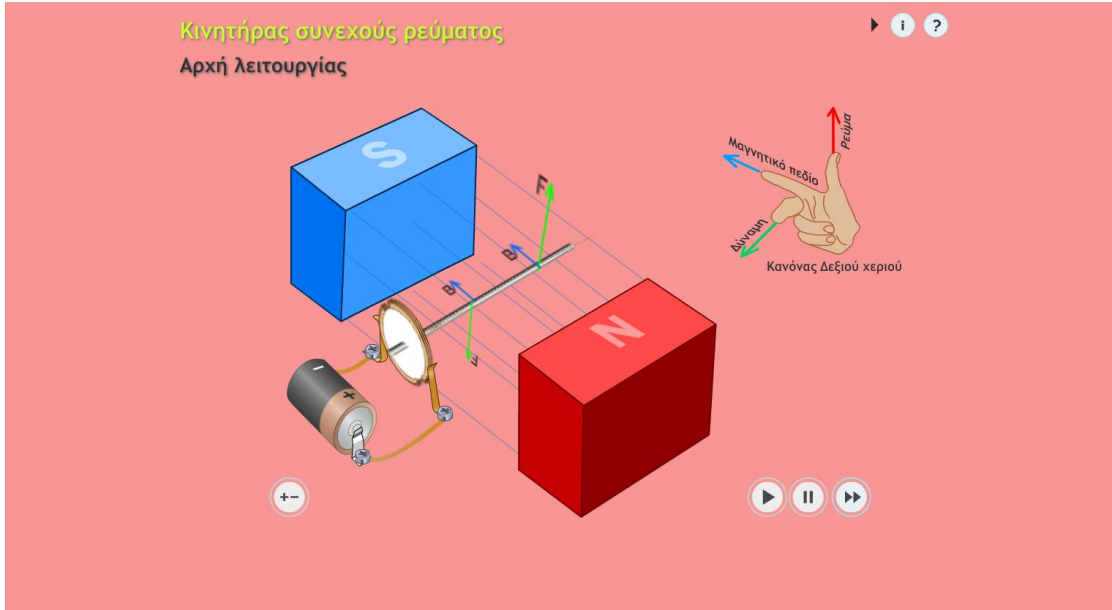 Κινητήρας συνεχούς ρεύματος
Αρχή λειτουργίας
i ?
S
F
B
B
F
N
Ρεύμα
Μαγνητικό πεδίο
Δύναμη
Κανόνας Δεξιού χεριού
-
+
+-